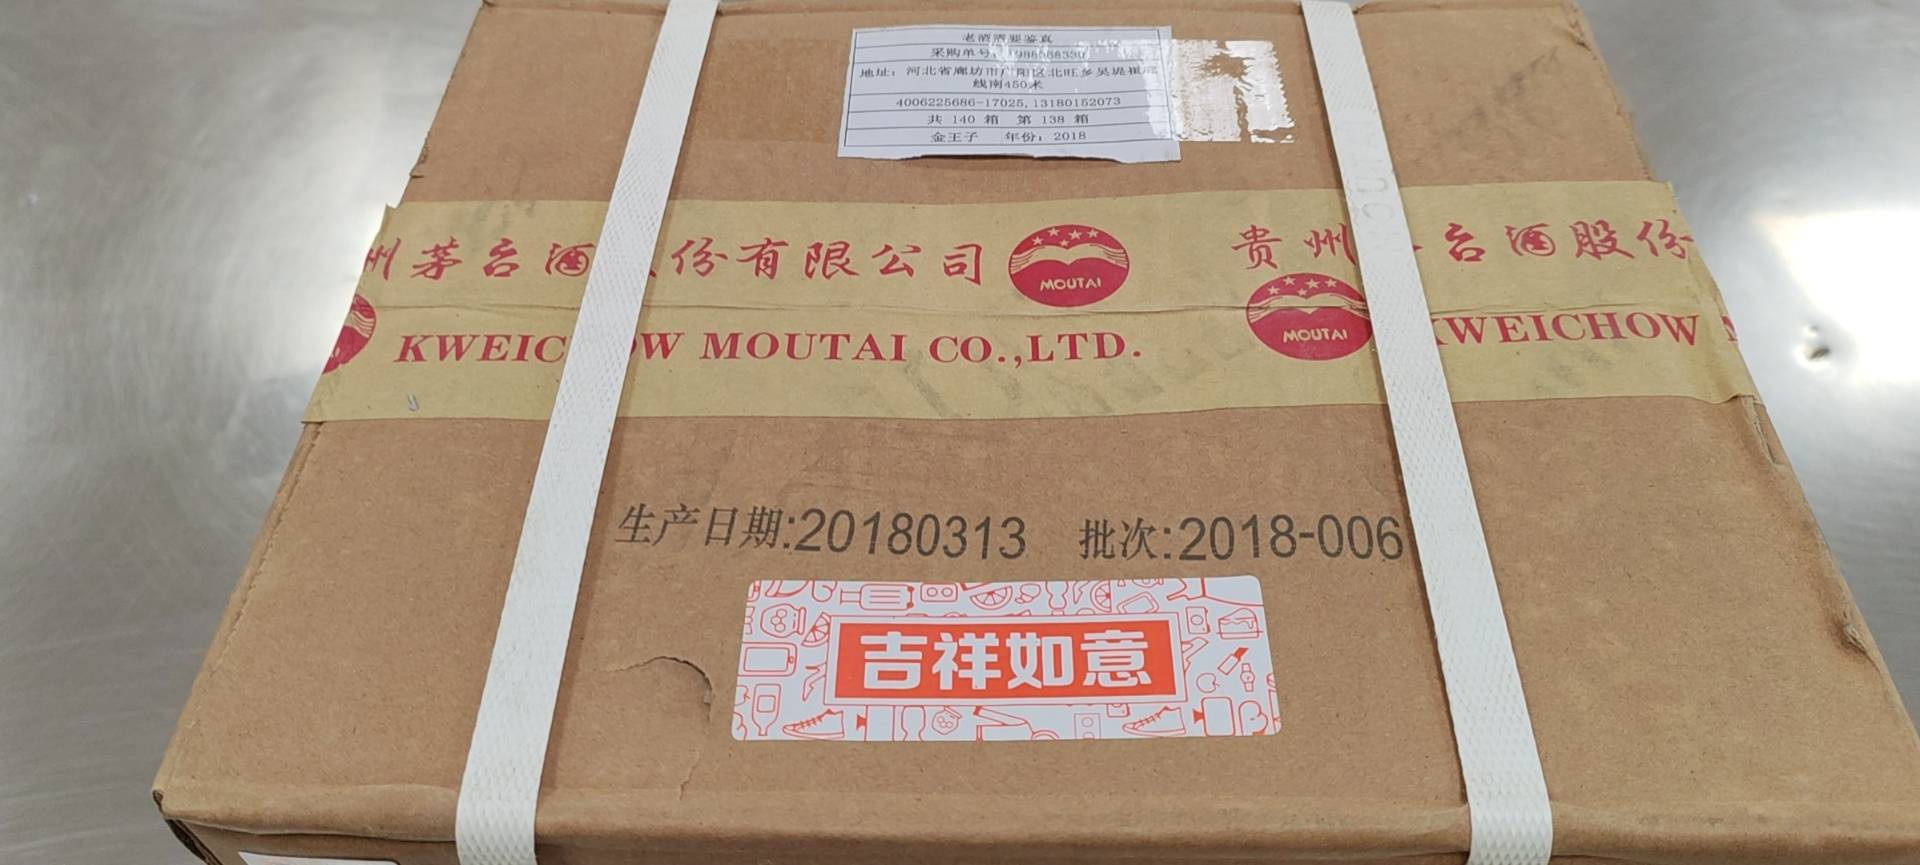 老酒需要鉴真
采购单号：1988968330
地址：河北省廊坊市广阳区北旺乡吴堤
线南450米
4006225686-17025,13180152073
共 140 箱 第 138 箱
金王子 年份：2018
州茅台酒 份有限公司
MOUTAI
贵州 台酒股份
KWEIC OW MOUTAI CO.,LTD.
MOUTAI
KWEICHOW
生产日期:20180313 批次:2018-006
吉祥如意